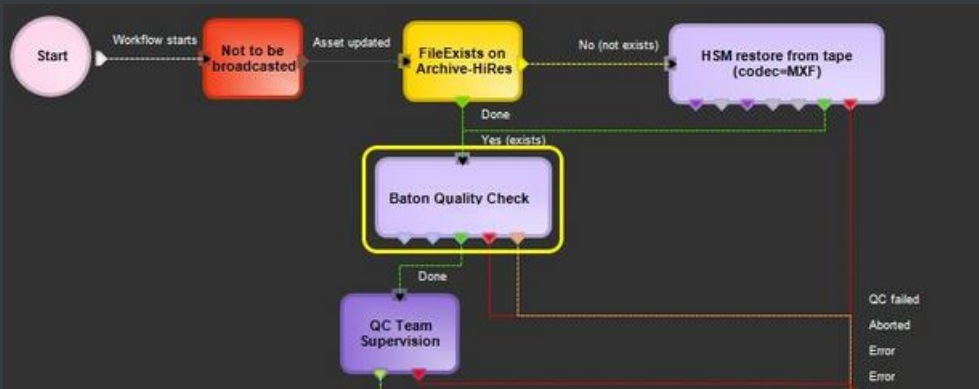 Start
Workflow starts
Not to be
broadcasted
Asset updated
FileExists on
Archive-HiRes
No (not exists)
HSM restore from tape
(codec=MXF)
Done
Yes (exists)
Baton Quality Check
Done
QC Team
Supervision
QC failed
Aborted
Error
Error